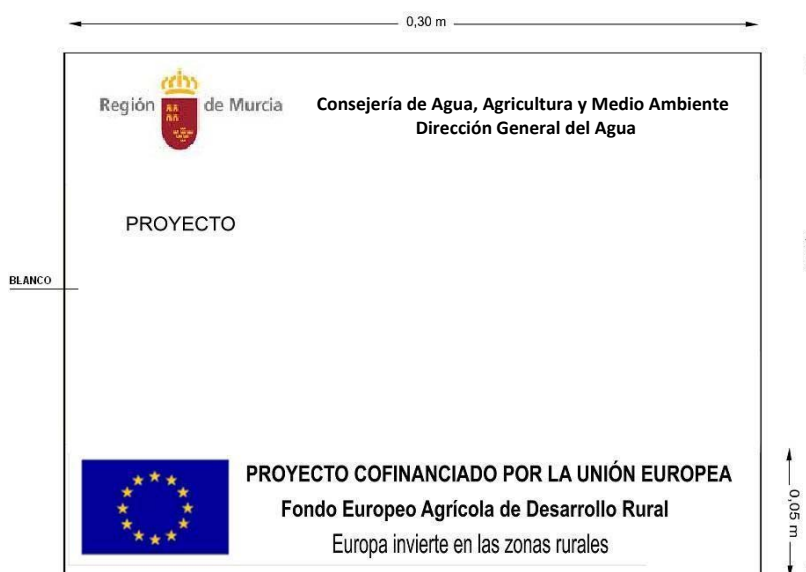 0,30 m
Región de Murcia
Consejería de Agua, Agricultura y Medio Ambiente
Dirección General del Agua
PROYECTO
BLANCO
PROYECTO COFINANCIADO POR LA UNIÓN EUROPEA
Fondo Europeo Agrícola de Desarrollo Rural
Europa invierte en las zonas rurales
0,05 m